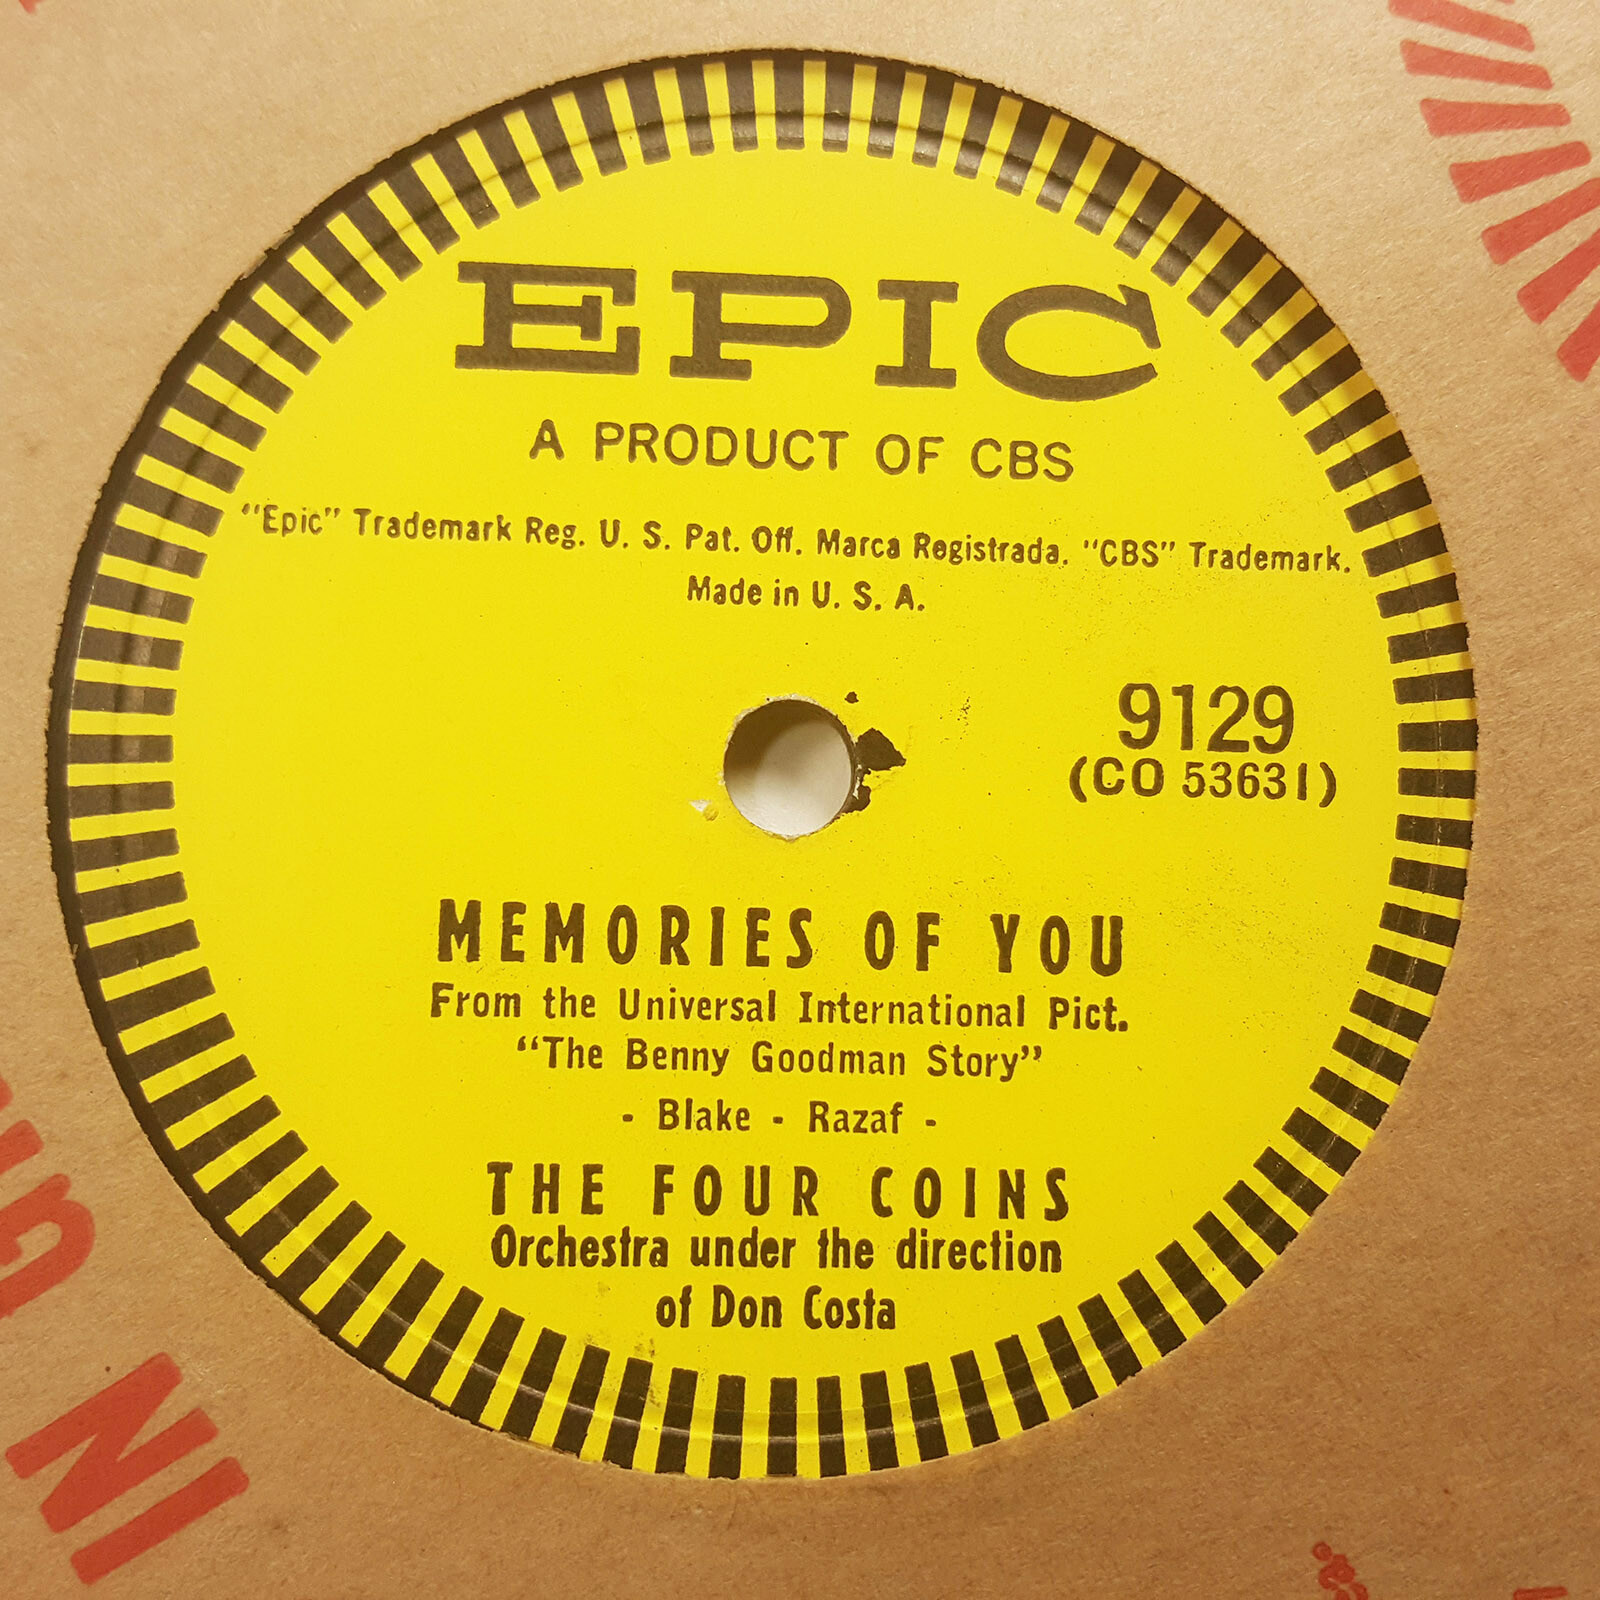 EPIC
A PRODUCT OF CBS
"Epic" Trademark Reg. U. S. Pat. Off. Marca Registrada. "CBS" Trademark.
Made in U. S. A.
9129
(CO 53631)
MEMORIES OF YOU
From the Universal International Pict.
"The Benny Goodman Story"
- Blake - Razaf -
THE FOUR COINS
Orchestra under the direction
of Don Costa
IN